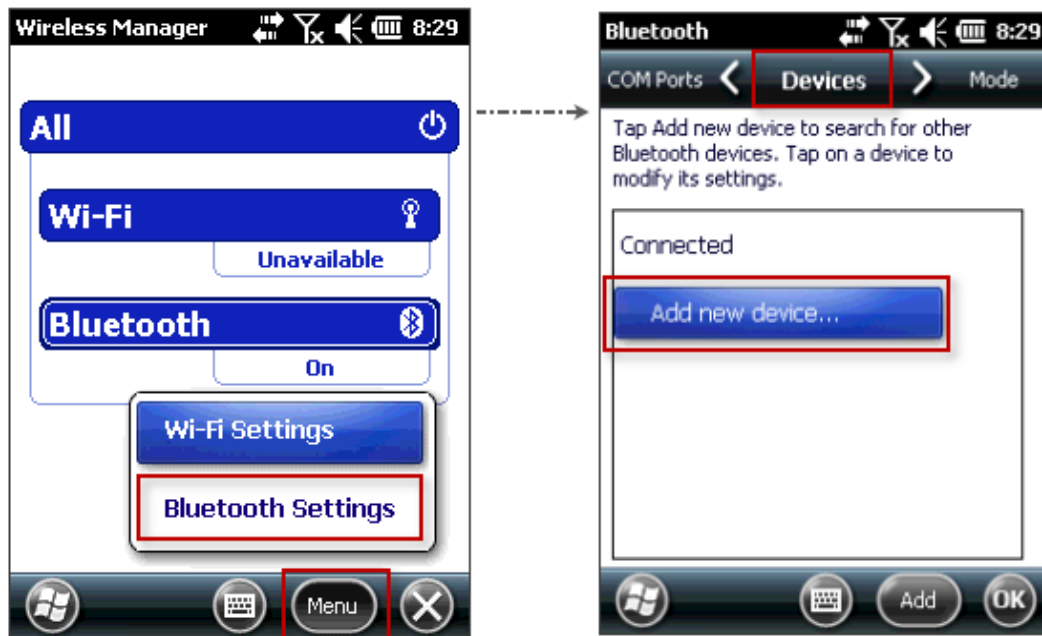 Wireless Manager 8:29
All
Wi-Fi
Unavailable
Bluetooth
On
Wi-Fi Settings
Bluetooth Settings
Menu
Bluetooth 8:29
COM Ports Devices Mode
Tap Add new device to search for other
Bluetooth devices. Tap on a device to
modify its settings.
Connected
Add new device...
Add OK